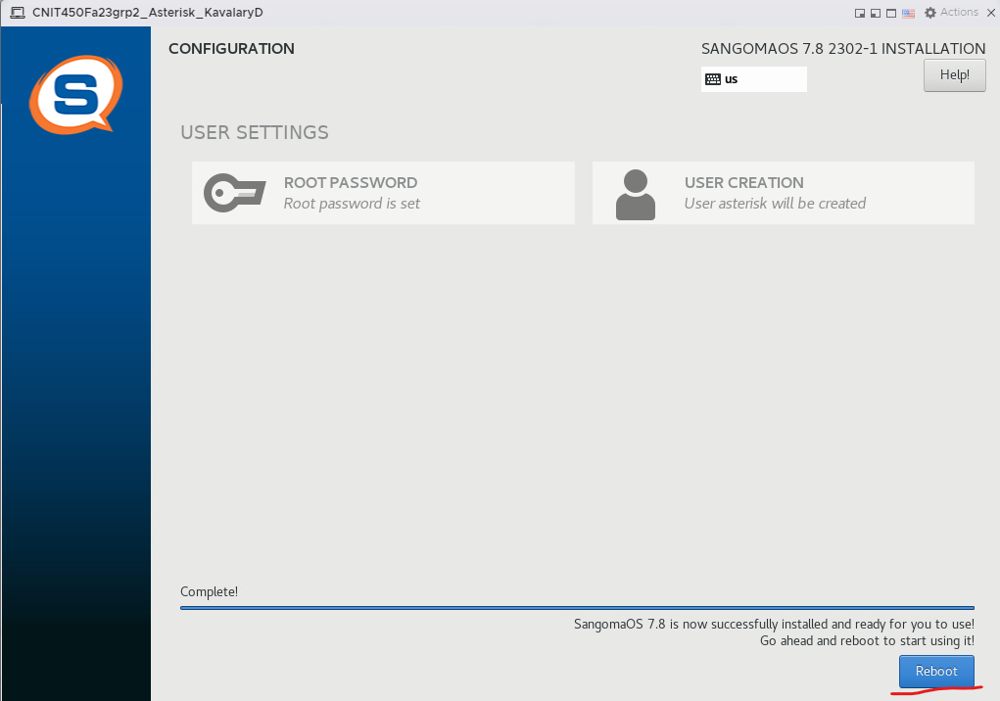 CNIT450Fa23grp2_Asterisk_KavalaryD
Actions
S
CONFIGURATION
SANGOMAOS 7.8 2302-1 INSTALLATION
us
Help!
USER SETTINGS
ROOT PASSWORD
Root password is set
USER CREATION
User asterisk will be created
Complete!
SangomaOS 7.8 is now successfully installed and ready for you to use!
Go ahead and reboot to start using it!
Reboot